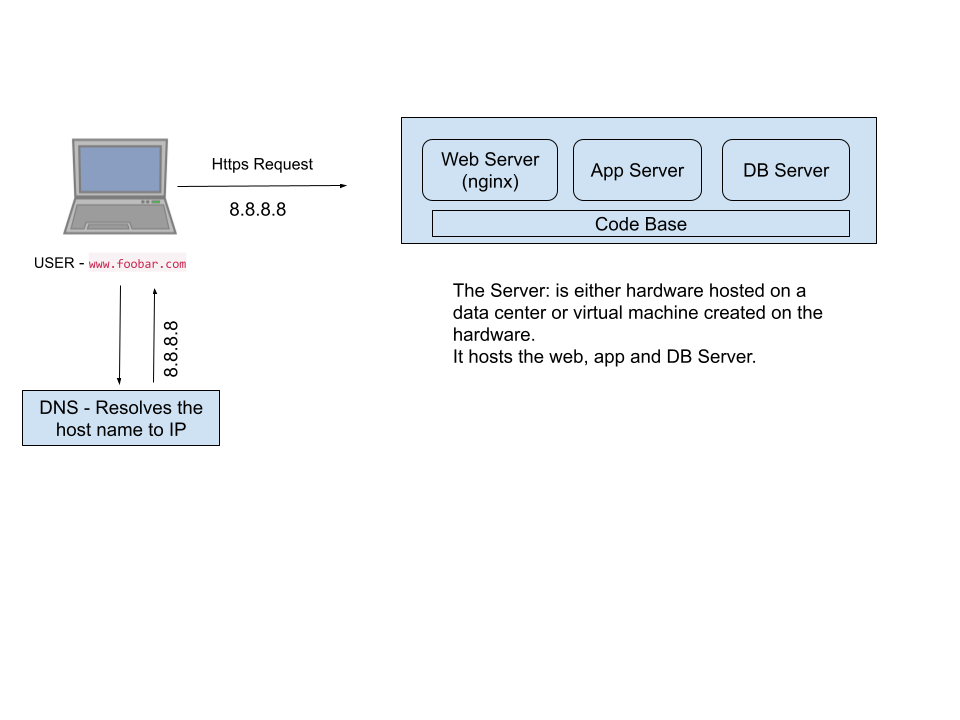 Https Request
8.8.8.8
USER - www.foobar.com
8.8.8.8
DNS - Resolves the
host name to IP
Web Server
(nginx)
App Server
DB Server
Code Base
The Server: is either hardware hosted on a
data center or virtual machine created on the
hardware.
It hosts the web, app and DB Server.